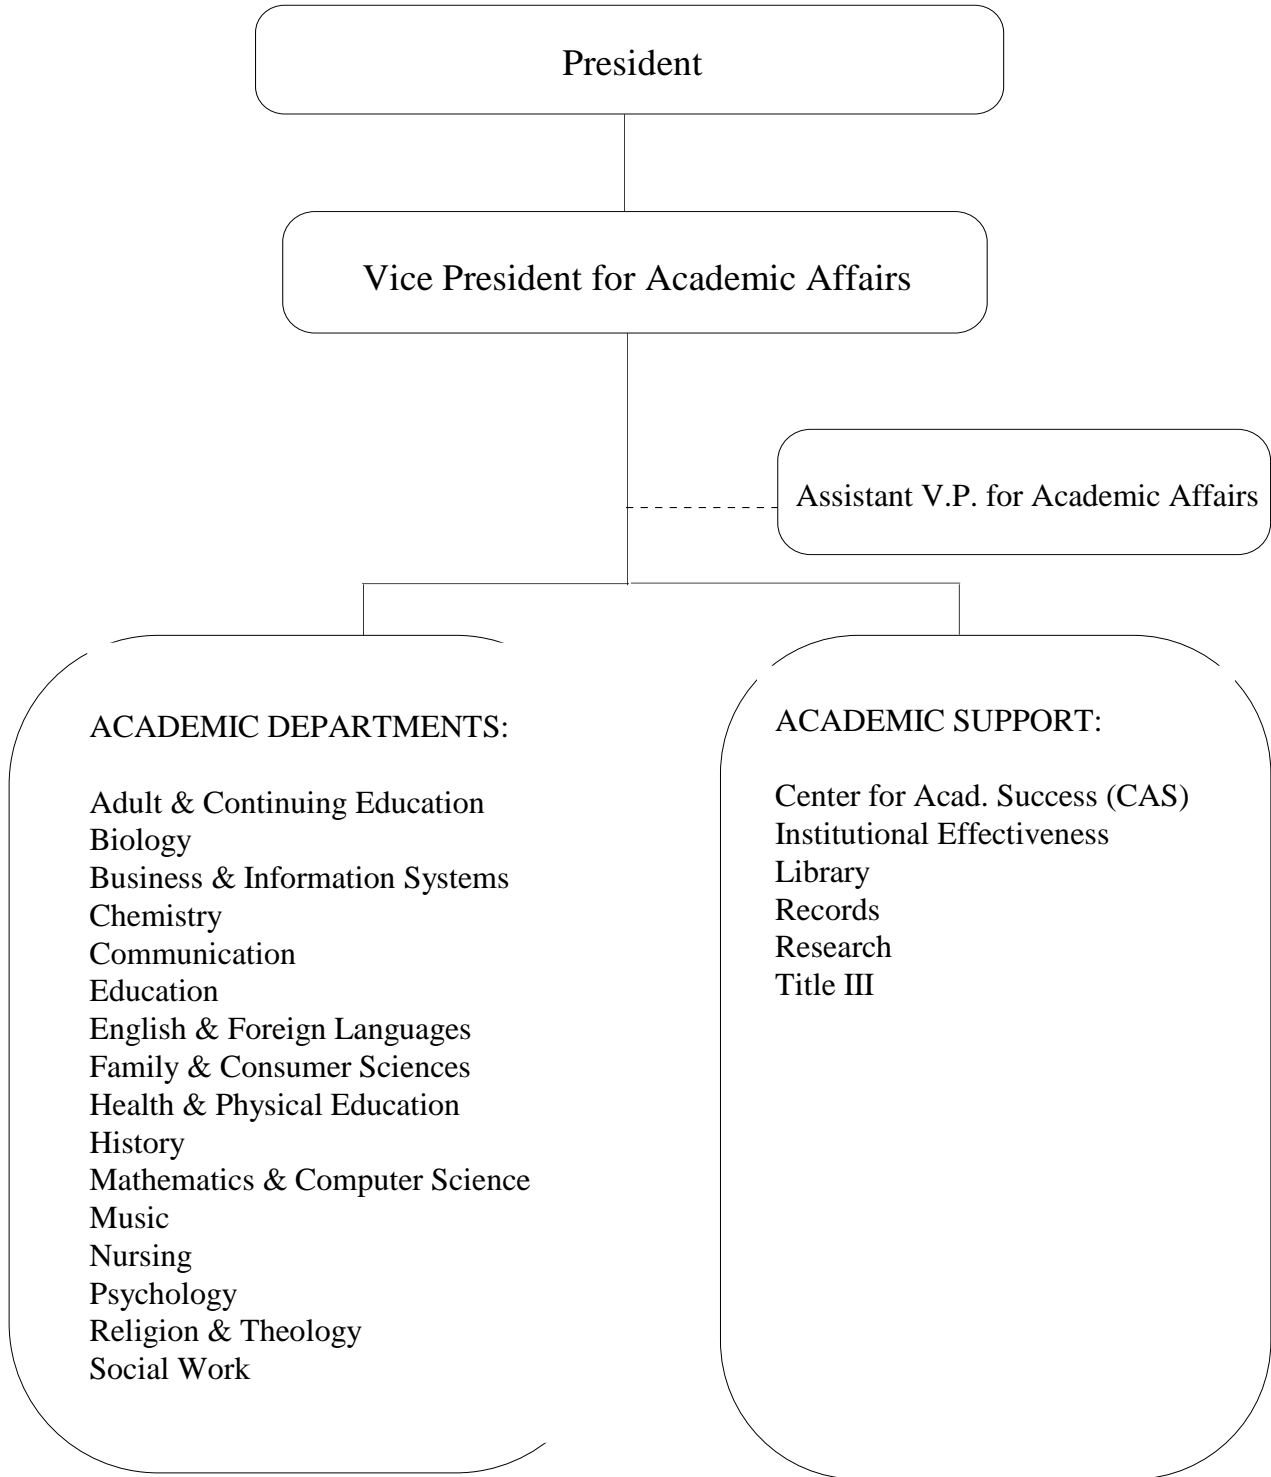 President
Vice President for Academic Affairs
Assistant V.P. for Academic Affairs
ACADEMIC DEPARTMENTS:
Adult & Continuing Education
Biology
Business & Information Systems
Chemistry
Communication
Education
English & Foreign Languages
Family & Consumer Sciences
Health & Physical Education
History
Mathematics & Computer Science
Music
Nursing
Psychology
Religion & Theology
Social Work
ACADEMIC SUPPORT:
Center for Acad. Success (CAS)
Institutional Effectiveness
Library
Records
Research
Title III